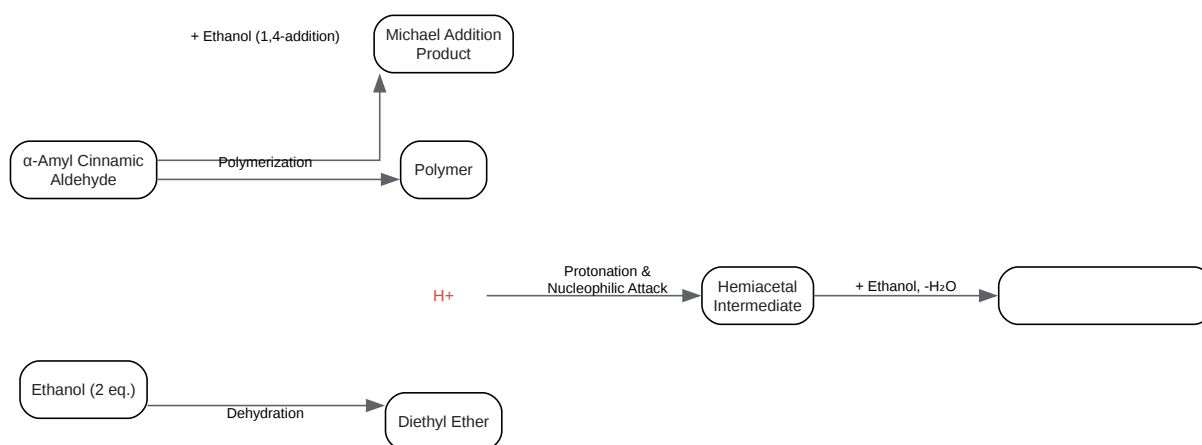 + Ethanol (1,4-addition)
Michael Addition
Product
α-Amyl Cinnamic
Aldehyde
Polymerization
Polymer
H+
Protonation &
Nucleophilic Attack
Hemiacetal
Intermediate
+ Ethanol, -H₂O
Ethanol (2 eq.)
Dehydration
Diethyl Ether